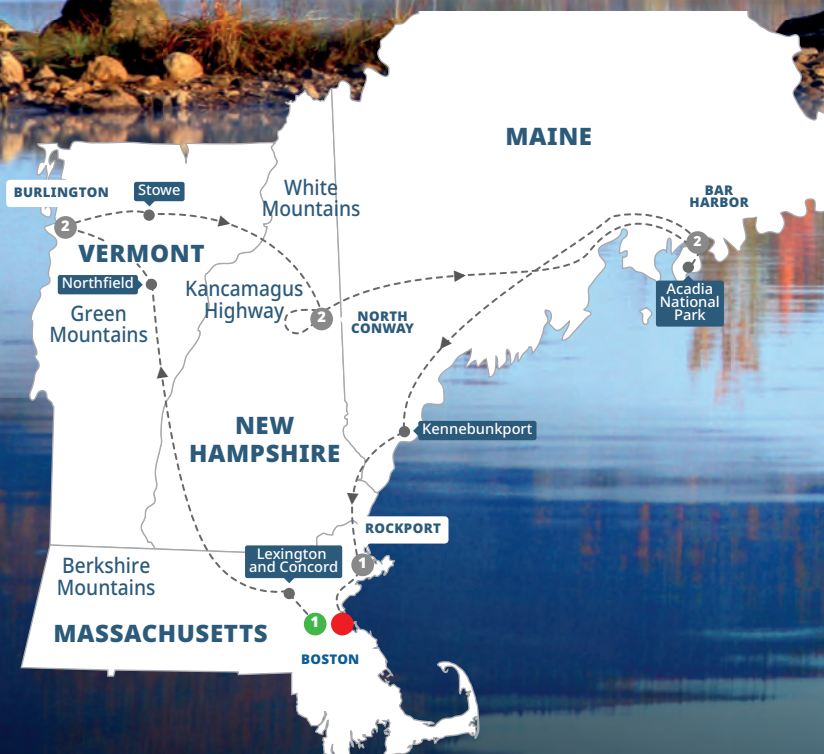 MAINE
BURLINGTON
Stowe
White
Mountains
BAR
HARBOR
2
2
VERMONT
Northfield
Kancamagus
Highway
Acadia
National
Park
Green
Mountains
2
NORTH
CONWAY
NEW
HAMPSHIRE
Kennebunkport
ROCKPORT
Lexington
and Concord
Berkshire
Mountains
1
MASSACHUSETTS
1
BOSTON